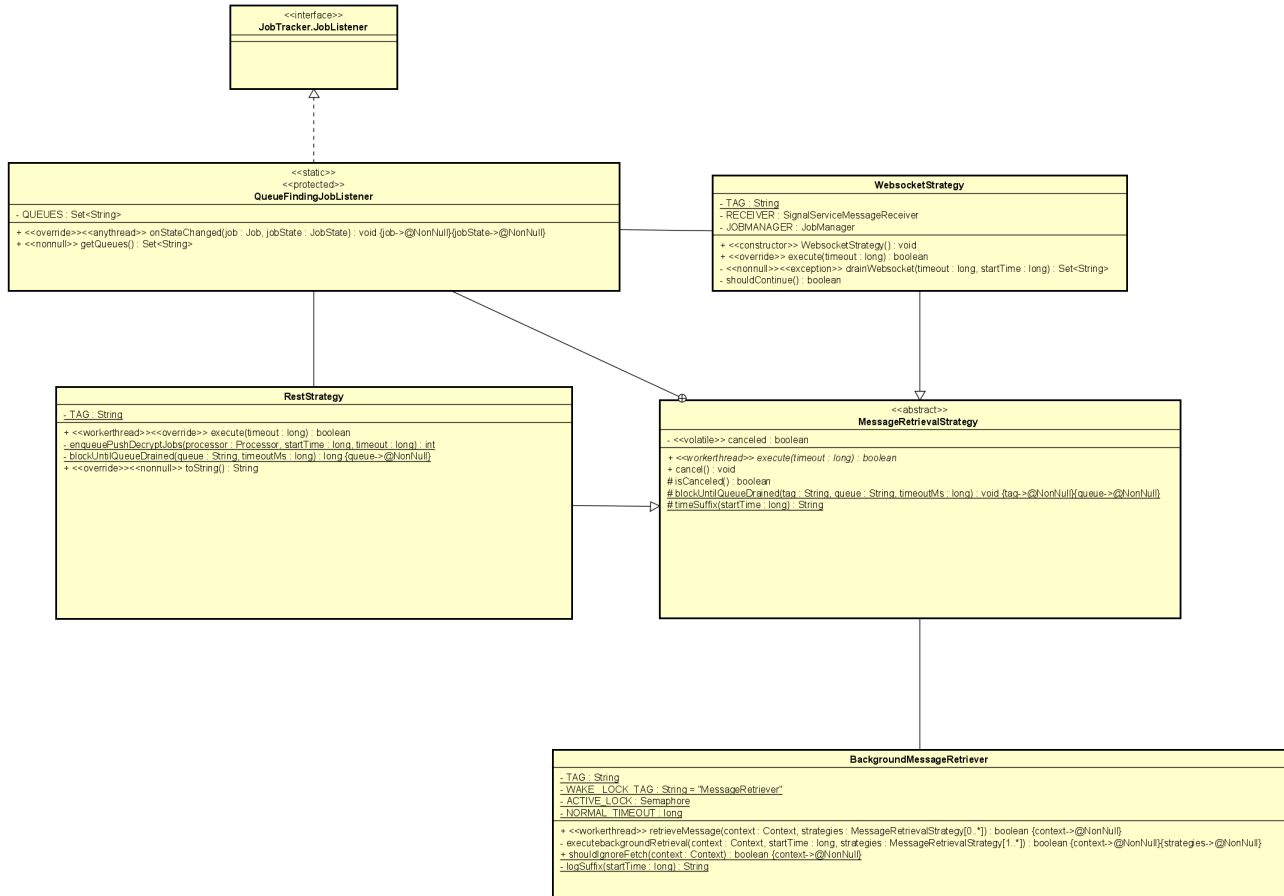 <<interface>>
JobTracker.JobListener
<<static>>
<<protected>>
QueueFindingJobListener
- QUEUES : Set<String>
+ <<override>><<anythread>> onStateChanged(job : Job, jobState : JobState) : void {job->@NonNull}{jobState->@NonNull}
+ <<nonnull>> getQueues() : Set<String>
WebsocketStrategy
- TAG : String
- RECEIVER : SignalServiceMessageReceiver
- JOBMANAGER : JobManager
+ <<constructor>> WebsocketStrategy() : void
+ <<override>> execute(timeout : long) : boolean
- <<nonnull>><<exception>> drainWebsocket(timeout : long, startTime : long) : Set<String>
- shouldContinue() : boolean
RestStrategy
- TAG : String
+ <<workerthread>><<override>> execute(timeout : long) : boolean
- enqueuePushDecryptJobs(processor : Processor, startTime : long, timeout : long) : int
- blockUntilQueueDrained(queue : String, timeoutMs : long) : long {queue->@NonNull}
+ <<override>><<nonnull>> toString() : String
<<abstract>>
MessageRetrievalStrategy
- <<volatile>> canceled : boolean
+ <<workerthread>> execute(timeout : long) : boolean
+ cancel() : void
# isCanceled() : boolean
# blockUntilQueueDrained(tag : String, queue : String, timeoutMs : long) : void {tag->@NonNull}{queue->@NonNull}
# timeSuffix(startTime : long) : String
BackgroundMessageRetriever
- TAG : String
- WAKE_LOCK_TAG : String = "MessageRetriever"
- ACTIVE_LOCK : Semaphore
- NORMAL_TIMEOUT : long
+ <<workerthread>> retrieveMessage(context : Context, strategies : MessageRetrievalStrategy[0..*]) : boolean {context->@NonNull}
- executebackgroundRetrieval(context : Context, startTime : long, strategies : MessageRetrievalStrategy[1..*]) : boolean {context->@NonNull}{strategies->@NonNull}
+ shouldIgnoreFetch(context : Context) : boolean {context->@NonNull}
- logSuffix(startTime : long) : String